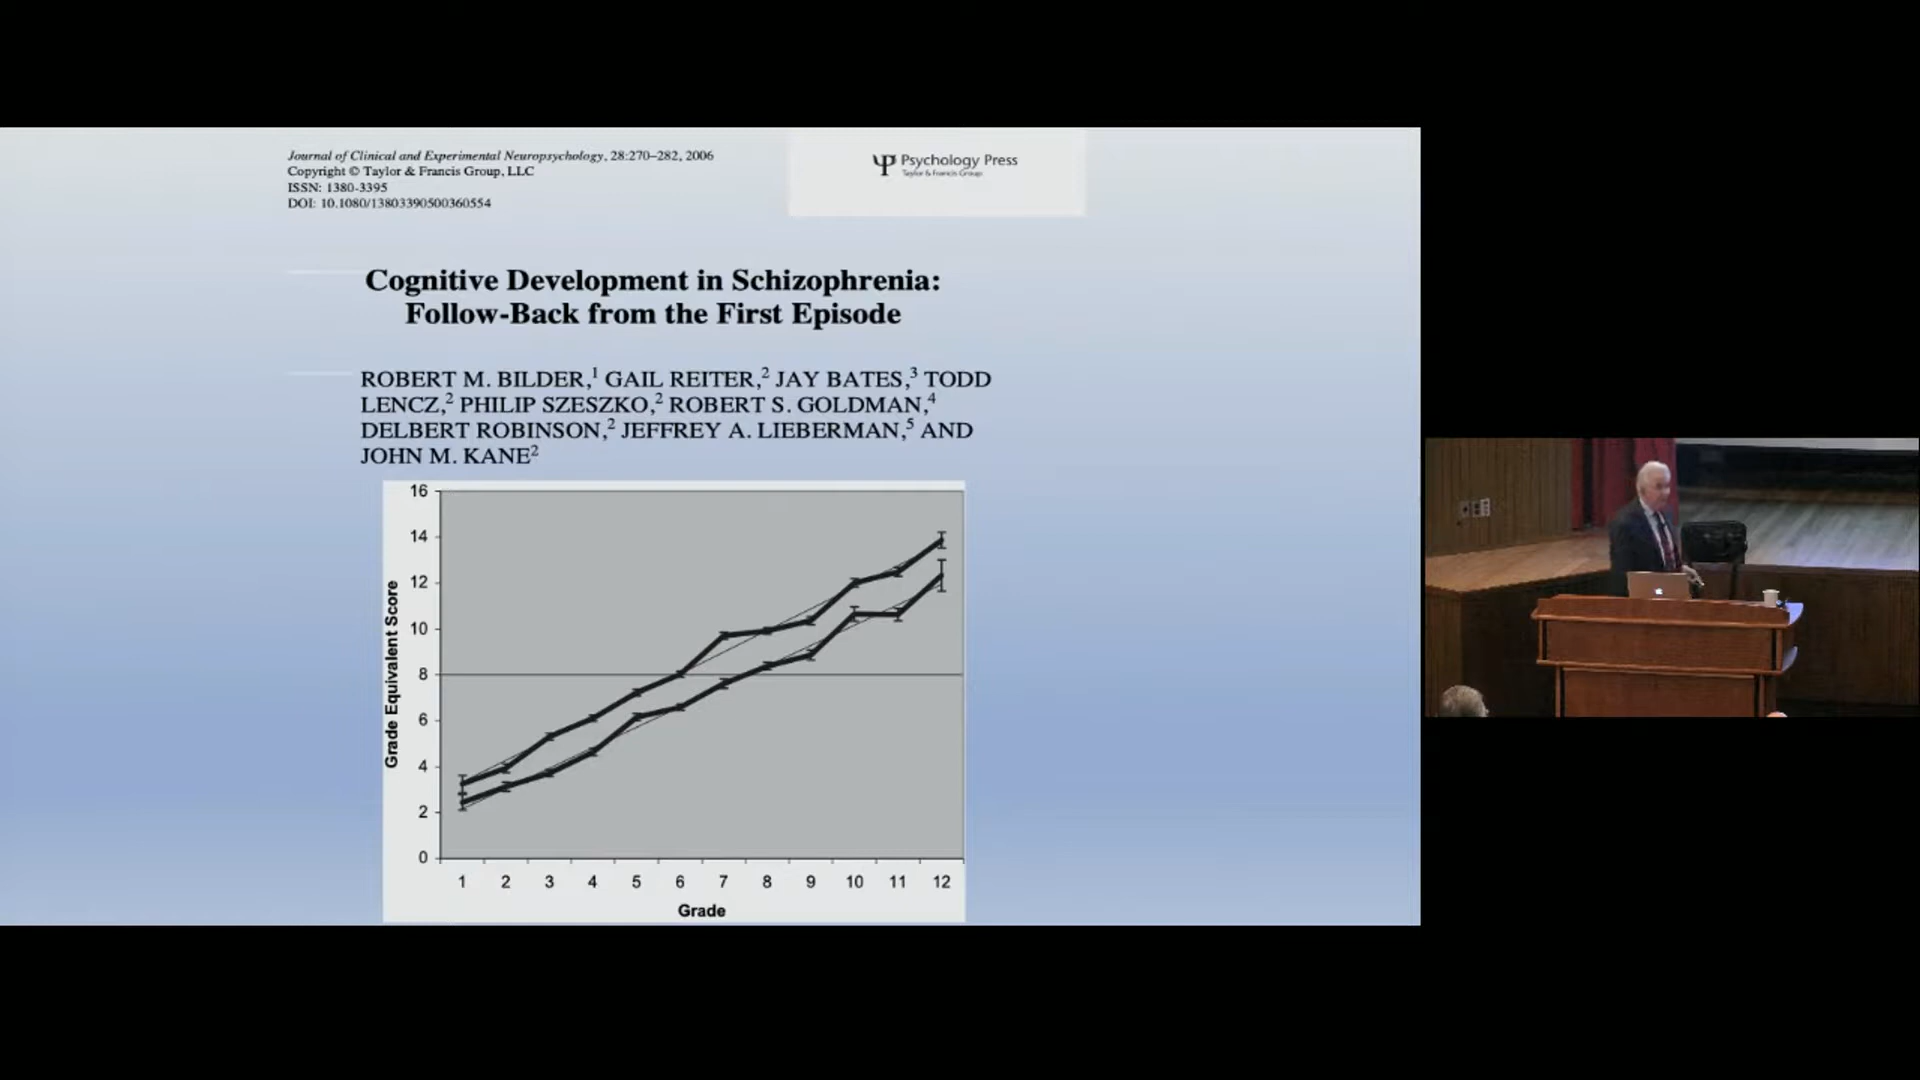 Journal of Clinical and Experimental Neuropsychology, 28:270–282, 2006
Copyright © Taylor & Francis Group, LLC
ISSN: 1380-3395
DOI: 10.1080/13803390500360554
Psychology Press
Taylor & Francis Group
Cognitive Development in Schizophrenia:
Follow-Back from the First Episode
ROBERT M. BILDER,1 GAIL REITER,2 JAY BATES,3 TODD
LENCZ,2 PHILIP SZESZKO,2 ROBERT S. GOLDMAN,4
DELBERT ROBINSON,2 JEFFREY A. LIEBERMAN,5 AND
JOHN M. KANE2
16
14
12
10
8
6
4
2
0
Grade Equivalent Score
1 2 3 4 5 6 7 8 9 10 11 12
Grade